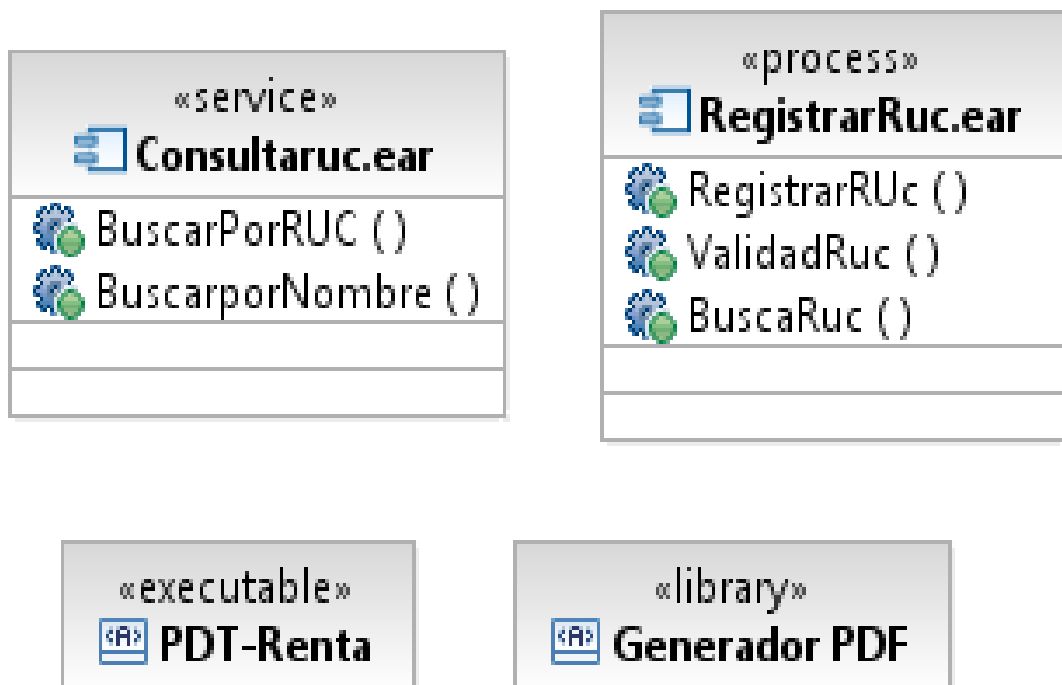 «service»
Consultaruc.ear
BuscarPorRUC ( )
BuscarporNombre ( )
«process»
RegistrarRuc.ear
RegistrarRUc ( )
ValidadRuc ( )
BuscaRuc ( )
«executable»
PDT-Renta
«library»
Generador PDF